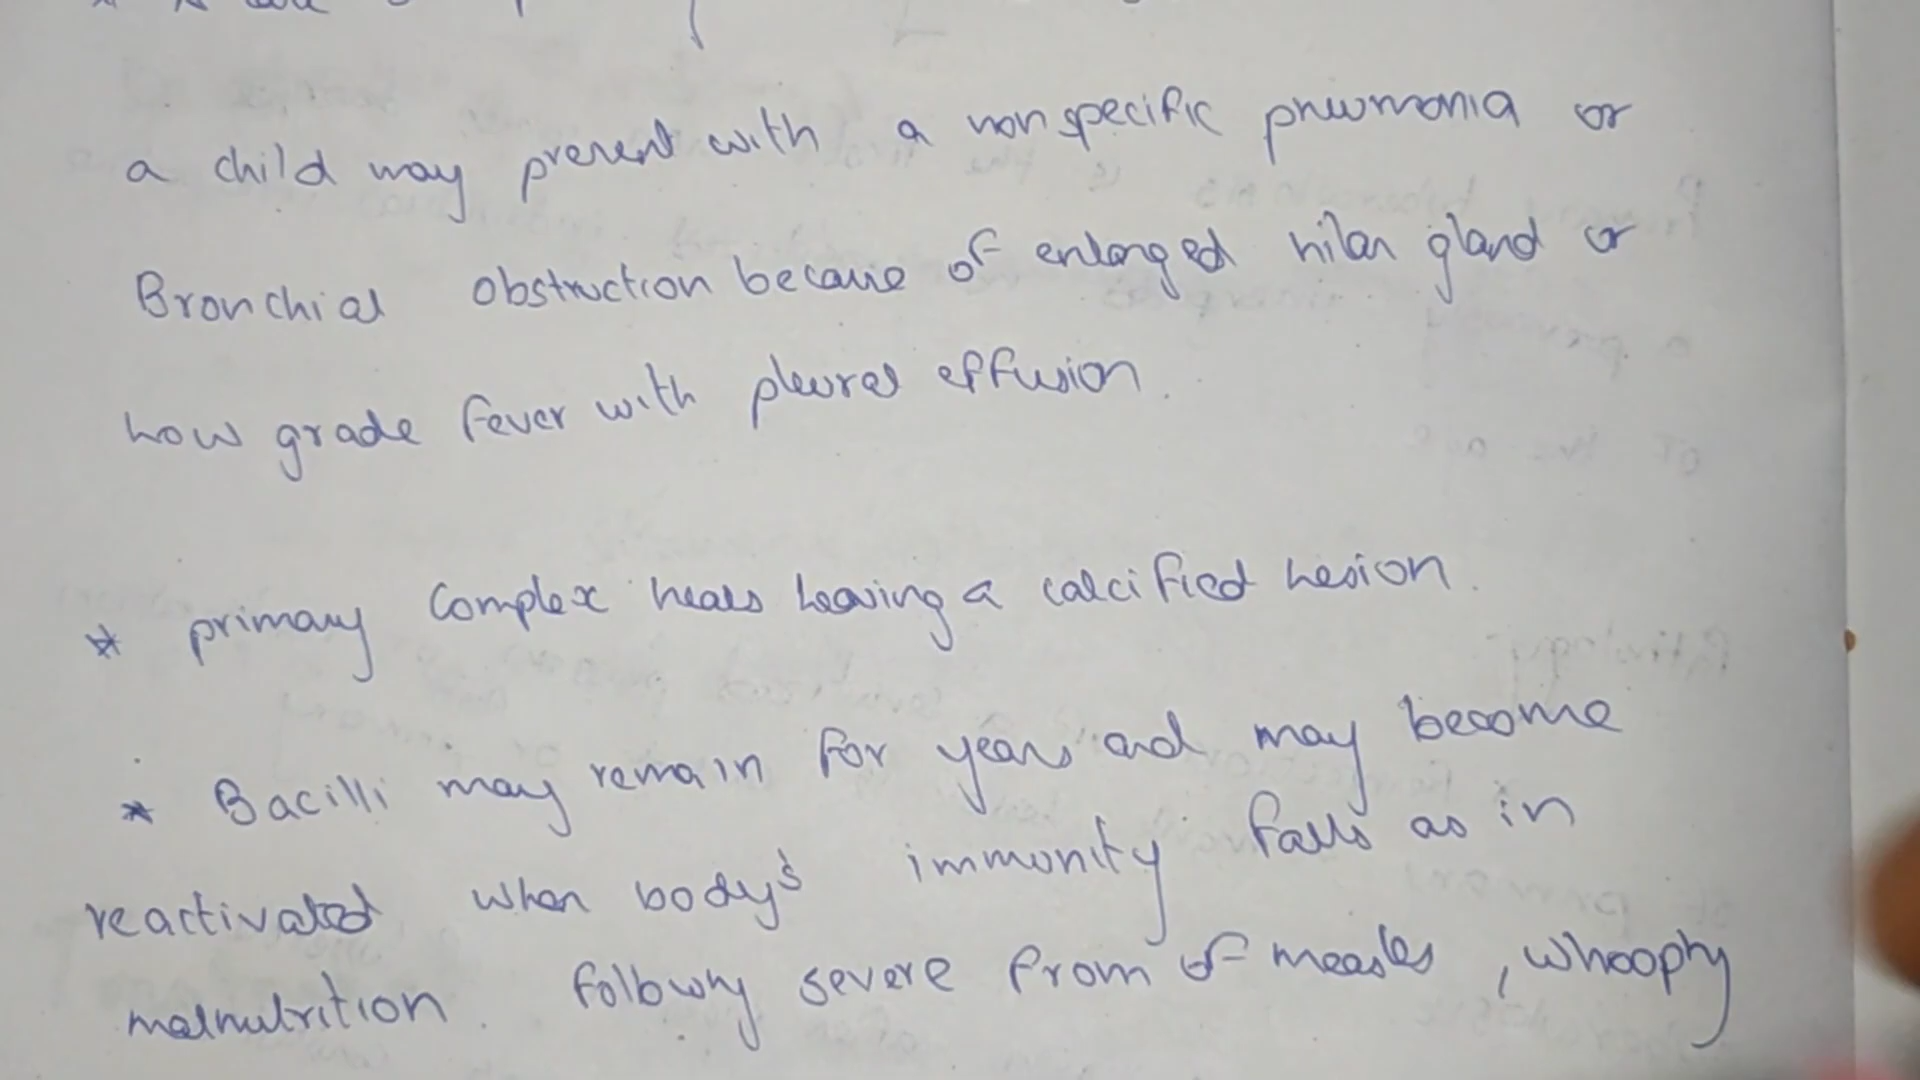 a child may present with a non specific pneumonia or
Bronchial obstruction because of enlarged hilar gland or
Low grade fever with pleural effusion.
* primary Complex heals leaving a calcified Lesion.
* Bacilli may remain for years and may become
reactivated when body's immunity falls as in
malnutrition. following severe from of measles, whooping